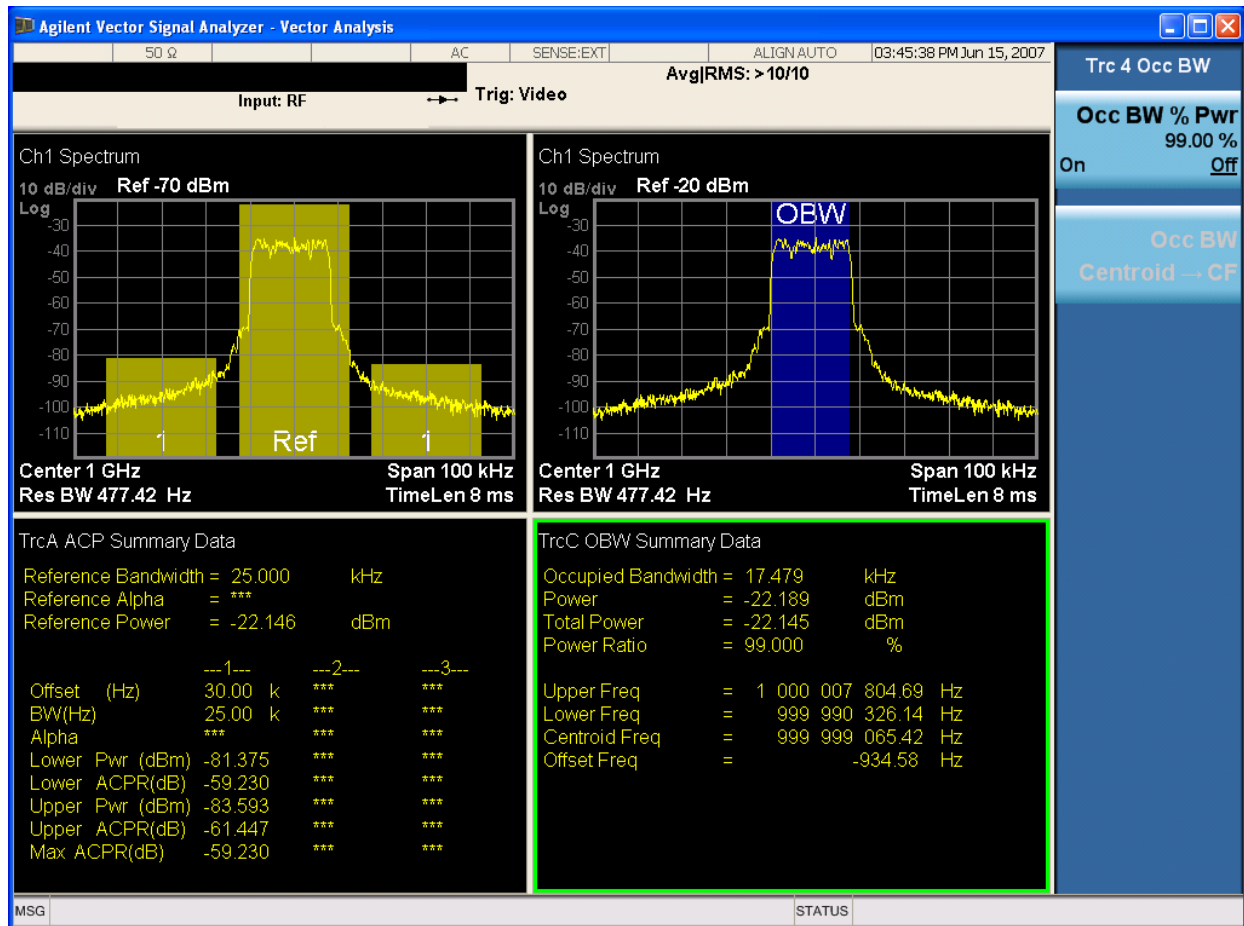 Agilent Vector Signal Analyzer - Vector Analysis
50 Ω AC SENSE:EXT ALIGN AUTO 03:45:38 PM Jun 15, 2007
Avg|RMS: >10/10
Input: RF Trig: Video
Trc 4 Occ BW
Occ BW % Pwr
99.00 %
On Off
Occ BW
Centroid → CF
Ch1 Spectrum
10 dB/div Ref -70 dBm
Log
-30
-40
-50
-60
-70
-80
-90
-100
-110
1 Ref 1
Center 1 GHz Span 100 kHz
Res BW 477.42 Hz TimeLen 8 ms
Ch1 Spectrum
10 dB/div Ref -20 dBm
Log
OBW
-30
-40
-50
-60
-70
-80
-90
-100
-110
Center 1 GHz Span 100 kHz
Res BW 477.42 Hz TimeLen 8 ms
TrcA ACP Summary Data
Reference Bandwidth = 25.000 kHz
Reference Alpha = ***
Reference Power = -22.146 dBm
---1--- ---2--- ---3---
Offset (Hz) 30.00 k *** ***
BW(Hz) 25.00 k *** ***
Alpha *** *** ***
Lower Pwr (dBm) -81.375 *** ***
Lower ACPR(dB) -59.230 *** ***
Upper Pwr (dBm) -83.593 *** ***
Upper ACPR(dB) -61.447 *** ***
Max ACPR(dB) -59.230 *** ***
TrcC OBW Summary Data
Occupied Bandwidth = 17.479 kHz
Power = -22.189 dBm
Total Power = -22.145 dBm
Power Ratio = 99.000 %
Upper Freq = 1 000 007 804.69 Hz
Lower Freq = 999 990 326.14 Hz
Centroid Freq = 999 999 065.42 Hz
Offset Freq = -934.58 Hz
MSG STATUS